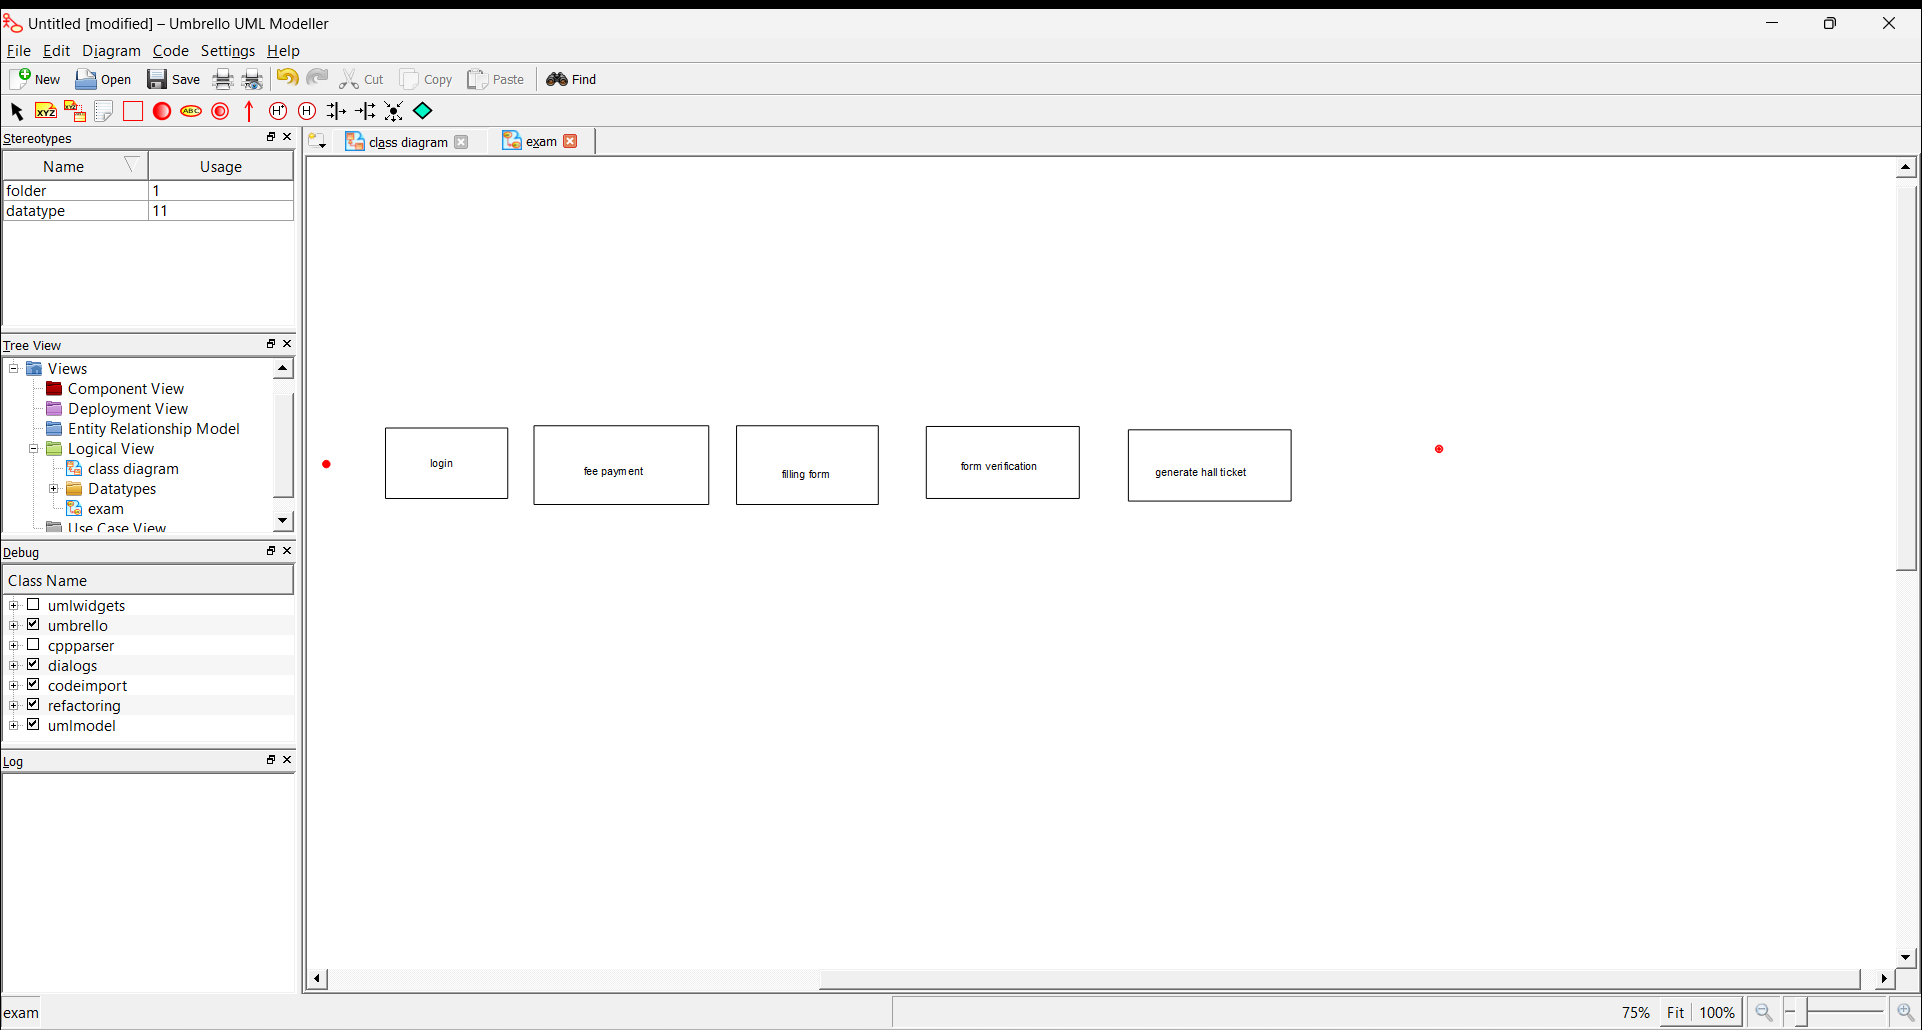 Untitled [modified] – Umbrello UML Modeller
File Edit Diagram Code Settings Help
New Open Save Cut Copy Paste Find
XYZ XYZ ABC H* H
Stereotypes
class diagram exam
Name Usage
folder 1
datatype 11
Tree View
Views
Component View
Deployment View
Entity Relationship Model
Logical View
class diagram
Datatypes
exam
Use Case View
login
fee payment
filling form
form verification
generate hall ticket
Debug
Class Name
umlwidgets
umbrello
cppparser
dialogs
codeimport
refactoring
umlmodel
Log
exam
75% Fit 100%